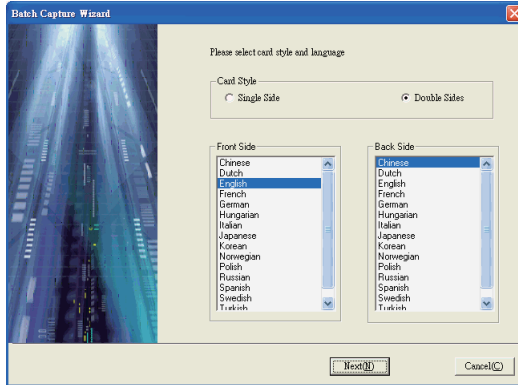 Batch Capture Wizard
Please select card style and language
Card Style
Single Side
Double Sides
Front Side
Chinese
Dutch
English
French
German
Hungarian
Italian
Japanese
Korean
Norwegian
Polish
Russian
Spanish
Swedish
Turkish
Back Side
Chinese
Dutch
English
French
German
Hungarian
Italian
Japanese
Korean
Norwegian
Polish
Russian
Spanish
Swedish
Turkish
Next(N)
Cancel(C)